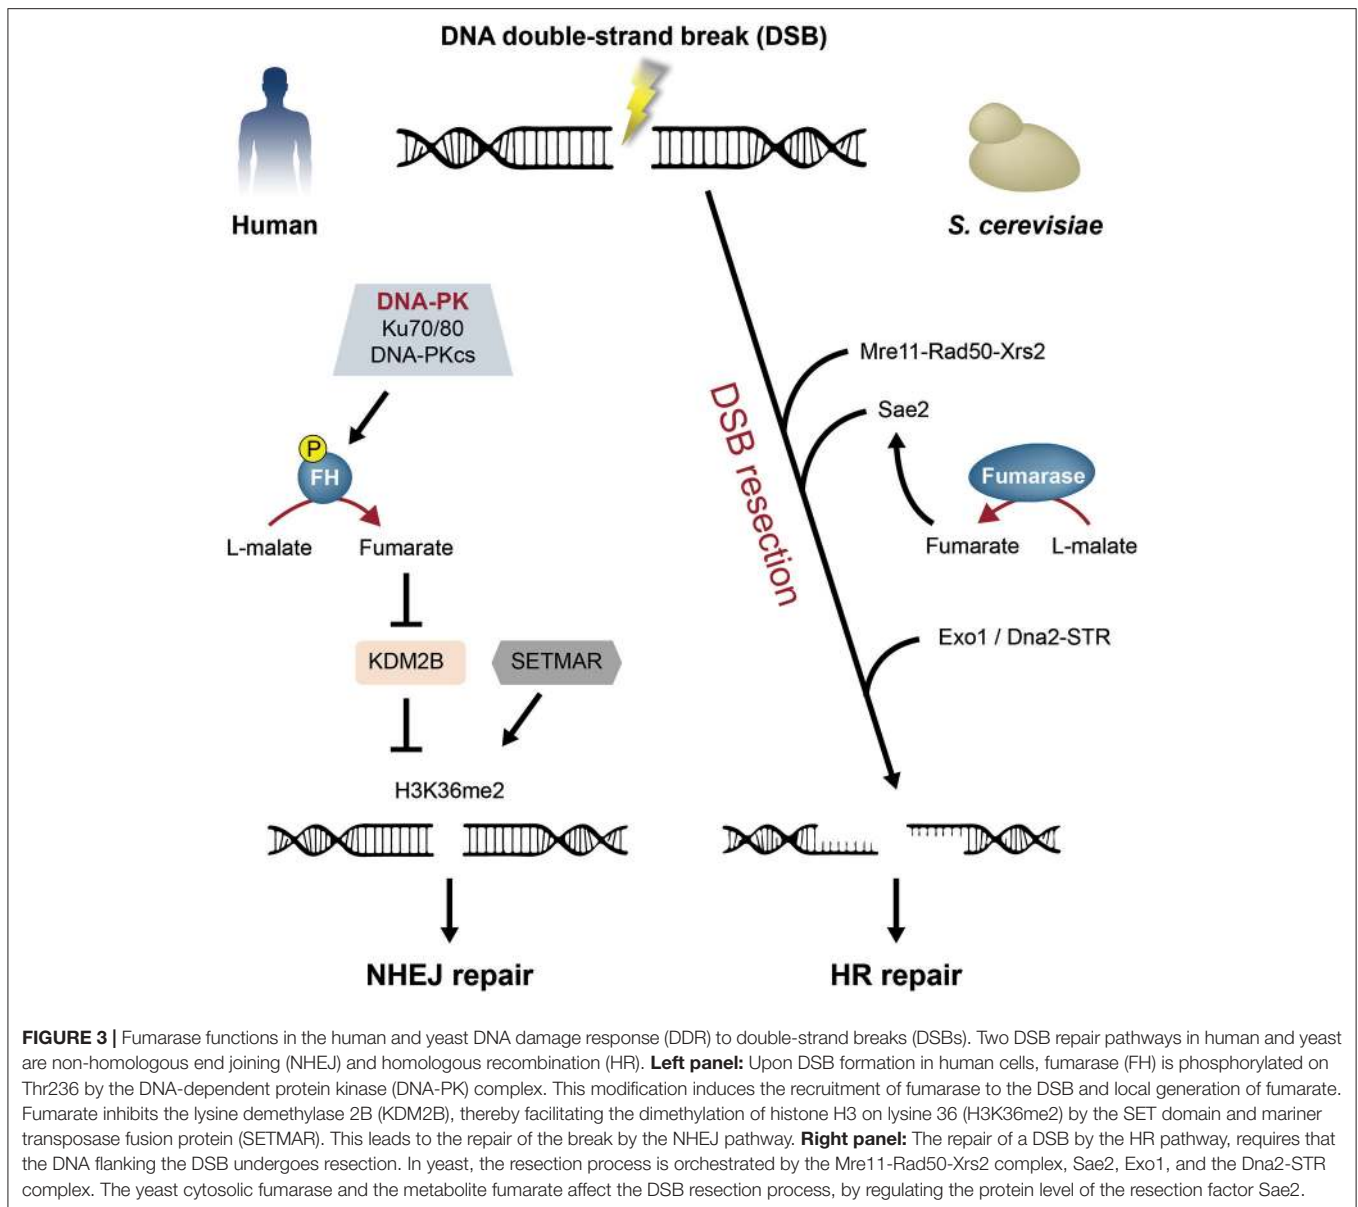 DNA double-strand break (DSB)
Human
S. cerevisiae
DNA-PK
Ku70/80
DNA-PKcs
P
FH
L-malate
Fumarate
KDM2B
SETMAR
H3K36me2
NHEJ repair
DSB resection
Mre11-Rad50-Xrs2
Sae2
Fumarase
Fumarate
L-malate
Exo1 / Dna2-STR
HR repair
FIGURE 3 | Fumarase functions in the human and yeast DNA damage response (DDR) to double-strand breaks (DSBs). Two DSB repair pathways in human and yeast
are non-homologous end joining (NHEJ) and homologous recombination (HR). Left panel: Upon DSB formation in human cells, fumarase (FH) is phosphorylated on
Thr236 by the DNA-dependent protein kinase (DNA-PK) complex. This modification induces the recruitment of fumarase to the DSB and local generation of fumarate.
Fumarate inhibits the lysine demethylase 2B (KDM2B), thereby facilitating the dimethylation of histone H3 on lysine 36 (H3K36me2) by the SET domain and mariner
transposase fusion protein (SETMAR). This leads to the repair of the break by the NHEJ pathway. Right panel: The repair of a DSB by the HR pathway, requires that
the DNA flanking the DSB undergoes resection. In yeast, the resection process is orchestrated by the Mre11-Rad50-Xrs2 complex, Sae2, Exo1, and the Dna2-STR
complex. The yeast cytosolic fumarase and the metabolite fumarate affect the DSB resection process, by regulating the protein level of the resection factor Sae2.